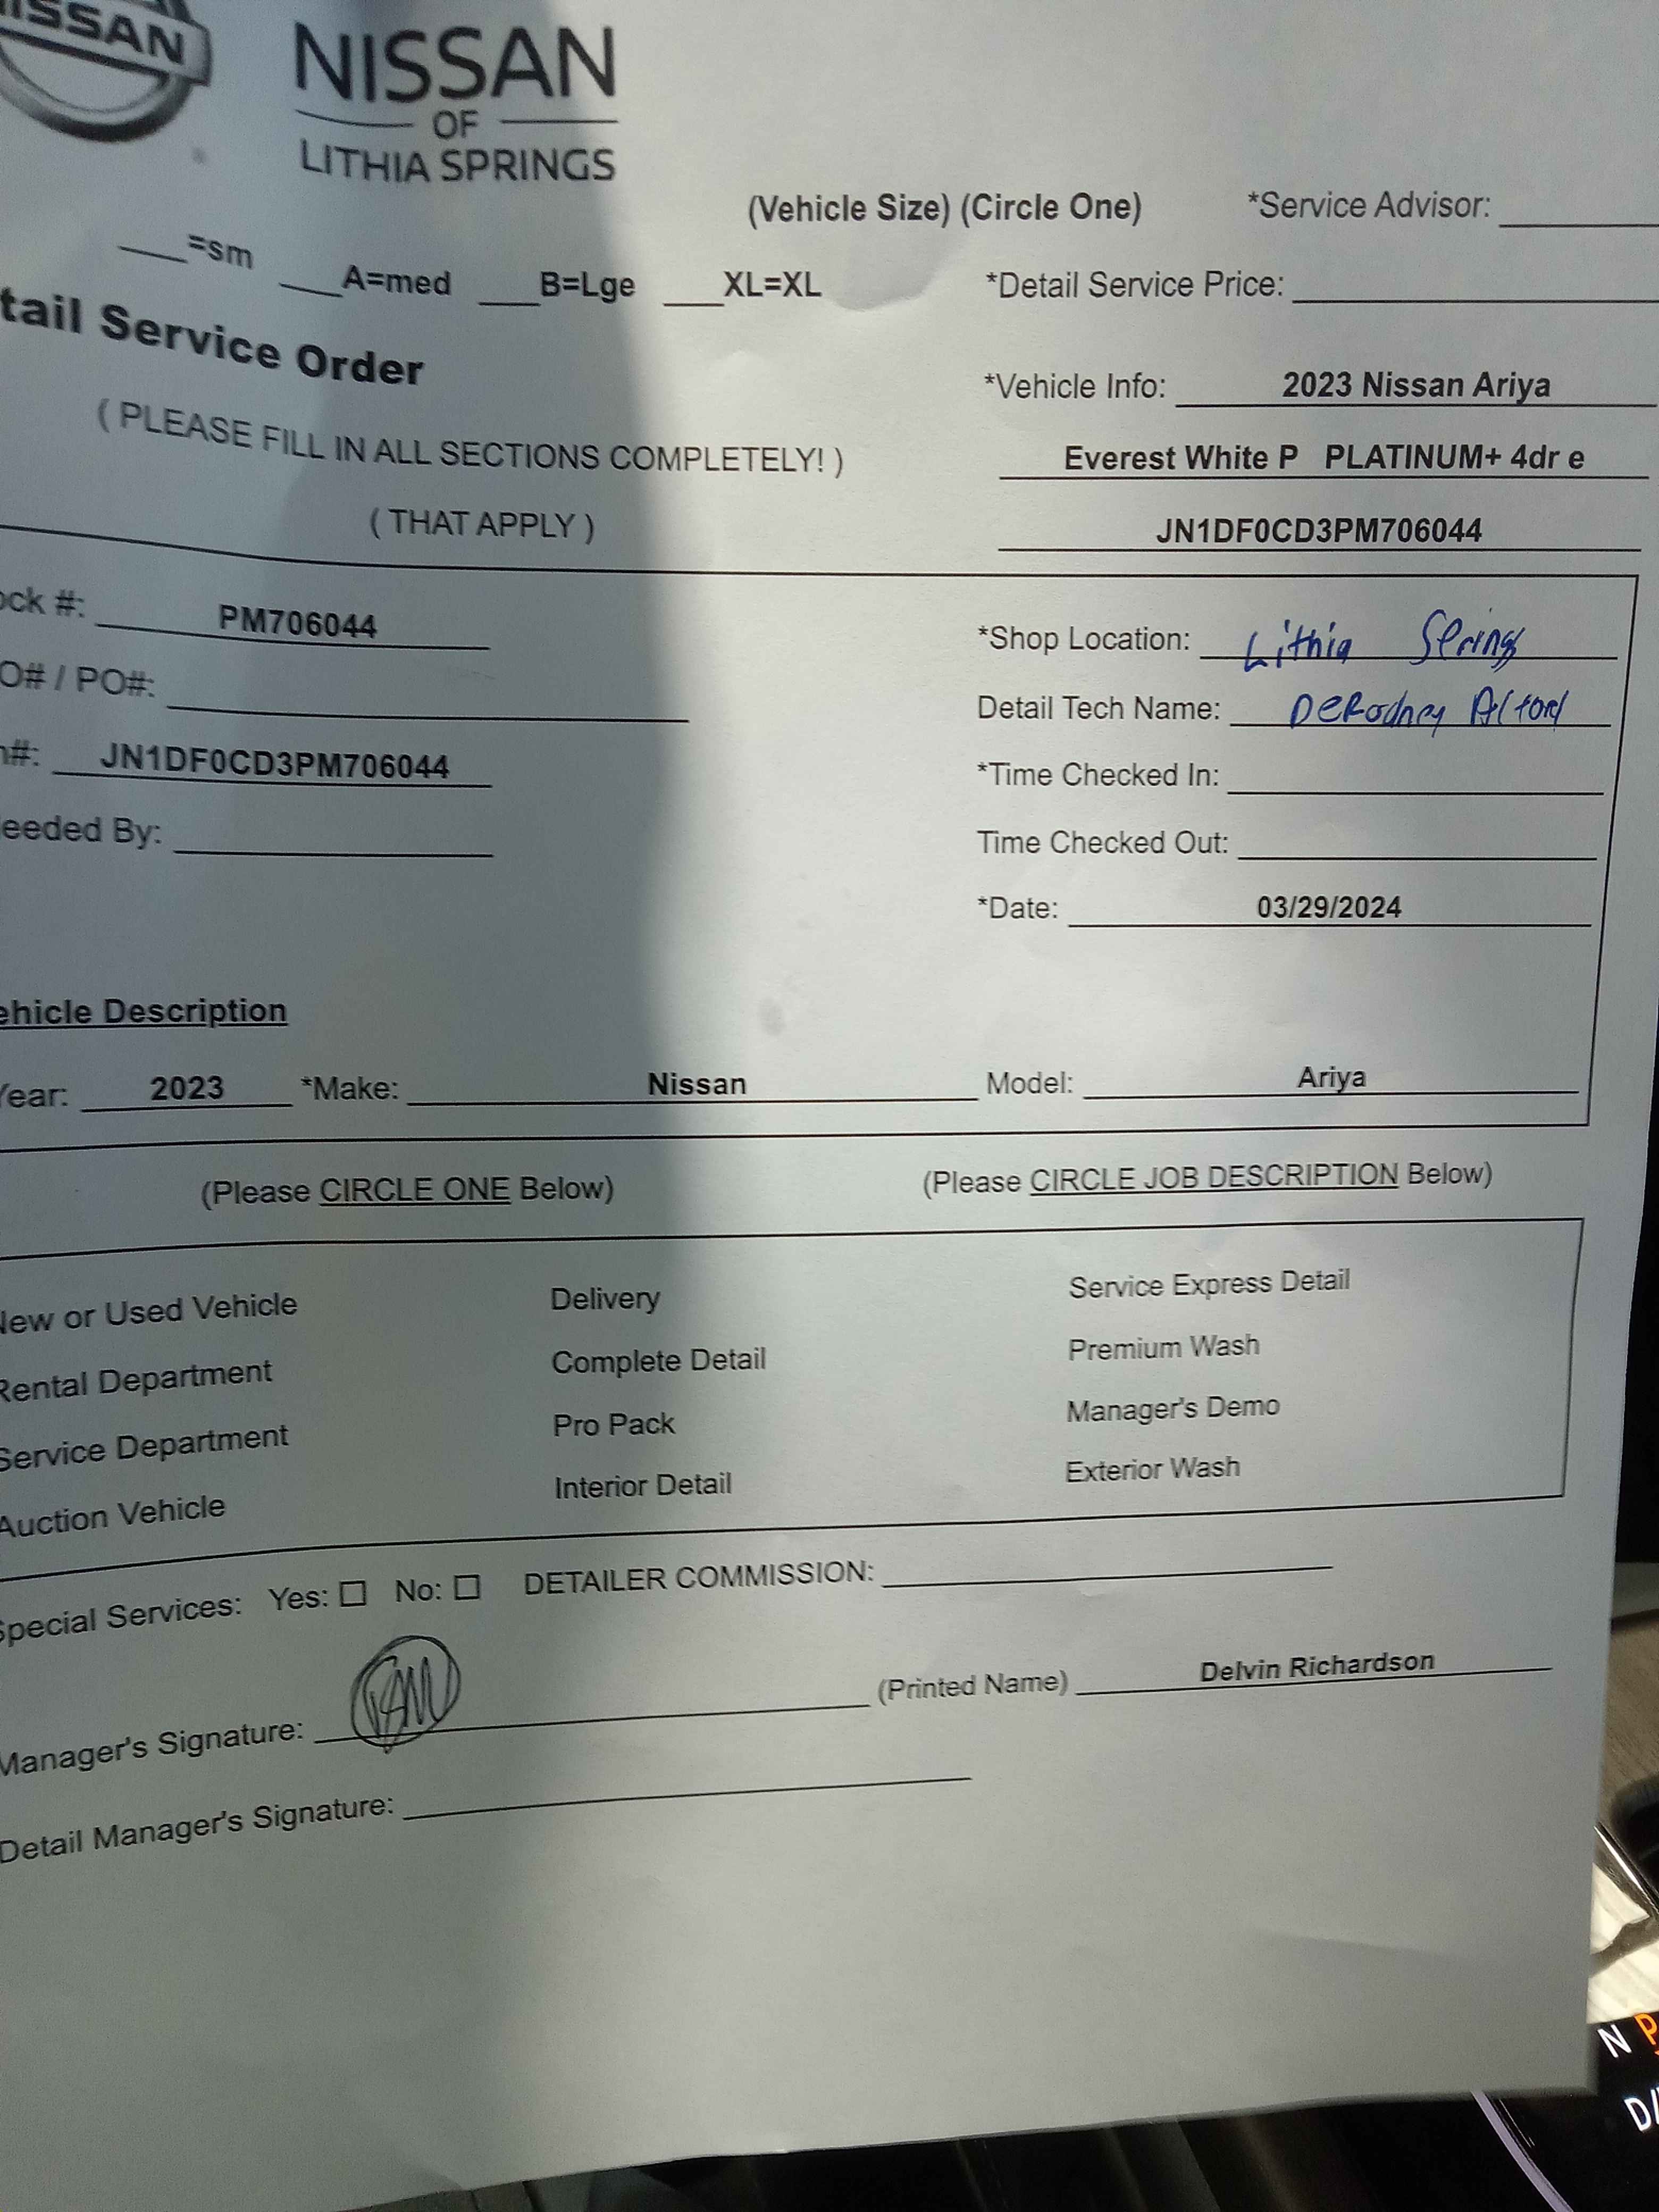 NISSAN
NISSAN
OF
LITHIA SPRINGS
(Vehicle Size) (Circle One) *Service Advisor:
=sm A=med B=Lge XL=XL *Detail Service Price:
tail Service Order
*Vehicle Info: 2023 Nissan Ariya
( PLEASE FILL IN ALL SECTIONS COMPLETELY! )
Everest White P PLATINUM+ 4dr e
( THAT APPLY )
JN1DF0CD3PM706044
ock #: PM706044
*Shop Location: Lithia Springs
O# / PO#:
Detail Tech Name: DeRodney Alford
n#: JN1DF0CD3PM706044
*Time Checked In:
eeded By:
Time Checked Out:
*Date: 03/29/2024
ehicle Description
Year: 2023 *Make: Nissan Model: Ariya
(Please CIRCLE ONE Below) (Please CIRCLE JOB DESCRIPTION Below)
New or Used Vehicle Delivery Service Express Detail
Rental Department Complete Detail Premium Wash
Service Department Pro Pack Manager's Demo
Auction Vehicle Interior Detail Exterior Wash
Special Services: Yes: No: DETAILER COMMISSION:
Manager's Signature: (Printed Name) Delvin Richardson
Detail Manager's Signature:
N P
D/